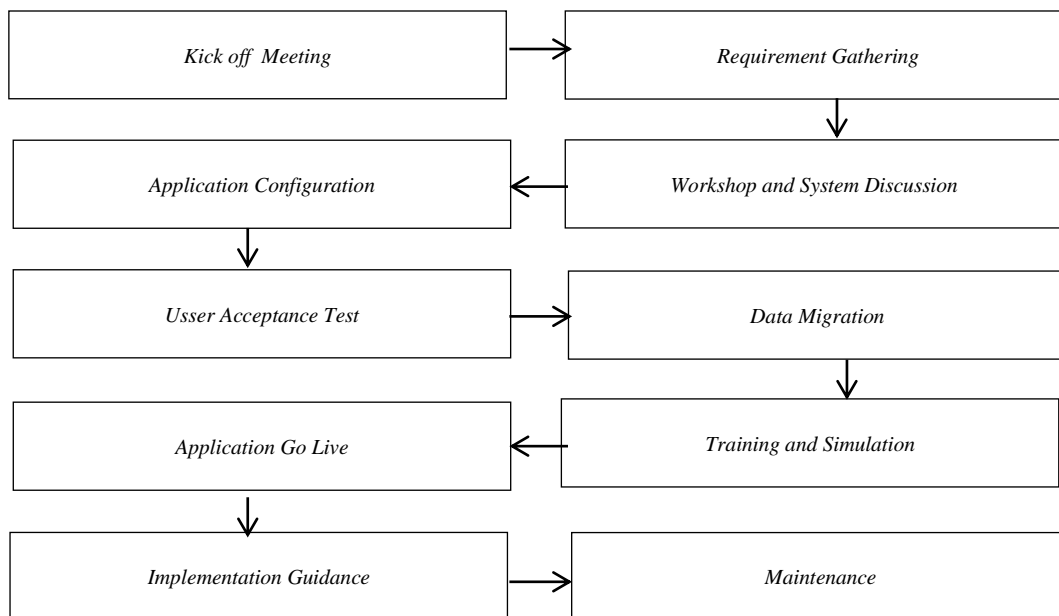 Kick off Meeting
Requirement Gathering
Workshop and System Discussion
Application Configuration
Usser Acceptance Test
Data Migration
Training and Simulation
Application Go Live
Implementation Guidance
Maintenance